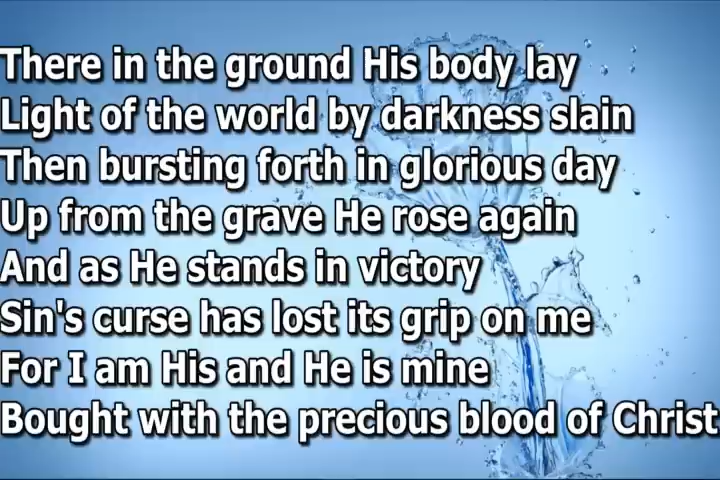 There in the ground His body lay
Light of the world by darkness slain
Then bursting forth in glorious day
Up from the grave He rose again
And as He stands in victory
Sin's curse has lost its grip on me
For I am His and He is mine
Bought with the precious blood of Christ